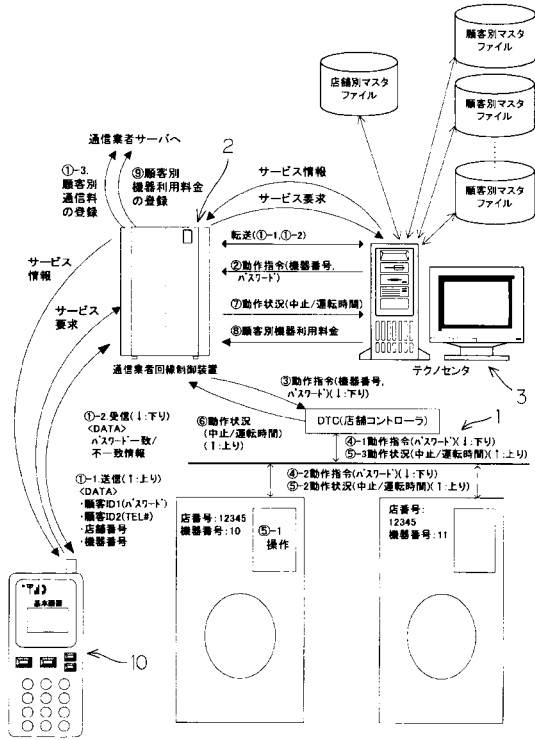 顧客別マスタ
ファイル
店舗別マスタ
ファイル
顧客別マスタ
ファイル
顧客別マスタ
ファイル
通信業者サーバへ
①-3.
顧客別
通信料
の登録
⑨顧客別
機器利用料金
の登録
2
サービス情報
サービス要求
サービス
情報
サービス
要求
転送(①-1,①-2)
②動作指令(機器番号,
パスワード)
⑦動作状況(中止/運転時間)
⑧顧客別機器利用料金
通信業者回線制御装置
テクノセンタ
3
③動作指令(機器番号,
パスワード)(↓:下り)
⑥動作状況
(中止/運転時間)
(↑:上り)
DTC(店舗コントローラ)
1
④-1動作指令(パスワード)(↓:下り)
⑤-3動作状況(中止/運転時間)(↑:上り)
④-2動作指令(パスワード)(↓:下り)
⑤-2動作状況(中止/運転時間)(↑:上り)
①-2.受信(↓:下り)
<DATA>
パスワード一致/
不一致情報
①-1.送信(↑:上り)
<DATA>
・顧客ID1(パスワード)
・顧客ID2(TEL#)
・店舗番号
・機器番号
店番号:12345
機器番号:10
⑤-1
操作
店番号:
12345
機器番号:11
基本画面
10